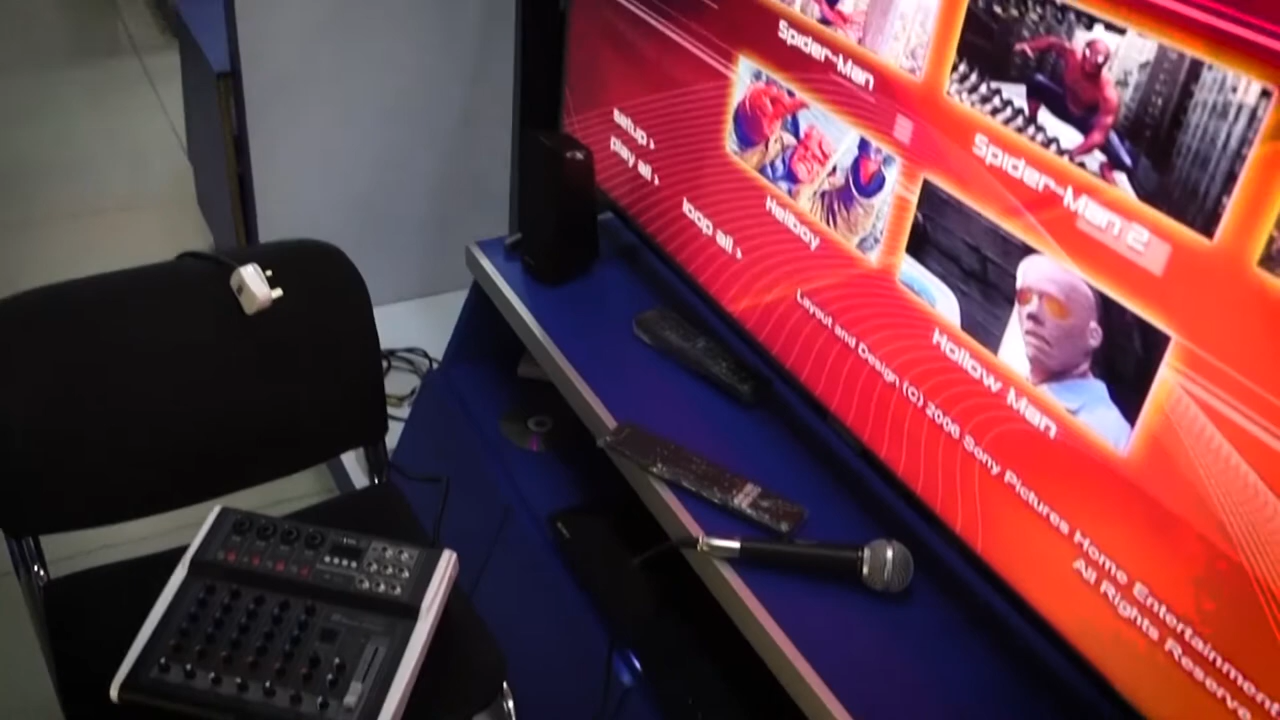 Spider-Man
Spider-Man 2
setup >
play all >
loop all >
Hellboy
Hollow Man
Layout and Design (C) 2006 Sony Pictures Home Entertainment
All Rights Reserve